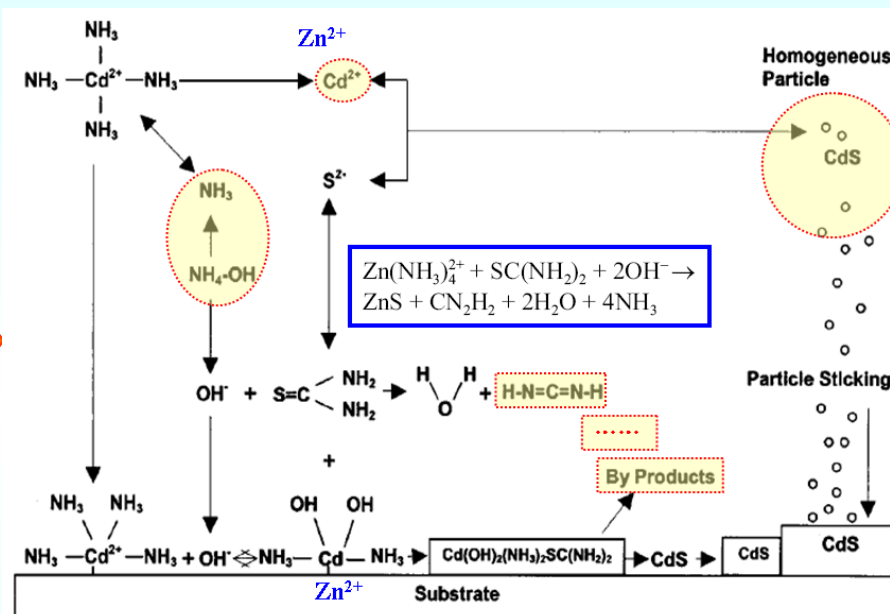 NH₃
Zn²⁺
NH₃ —Cd²⁺— NH₃
Cd²⁺
NH₃
Homogeneous
Particle
CdS
NH₃
S²⁻
NH₄-OH
Zn(NH₃)₄²⁺ + SC(NH₂)₂ + 2OH⁻ →
ZnS + CN₂H₂ + 2H₂O + 4NH₃
Particle Sticking
OH⁻ + S=C NH₂ NH₂ → H O H + H-N=C=N-H
......
+
By Products
NH₃ NH₃
OH OH
NH₃ —Cd²⁺— NH₃ + OH⁻ ⇔ NH₃— Cd — NH₃ → Cd(OH)₂(NH₃)₂SC(NH₂)₂ → CdS → CdS CdS
Zn²⁺
Substrate